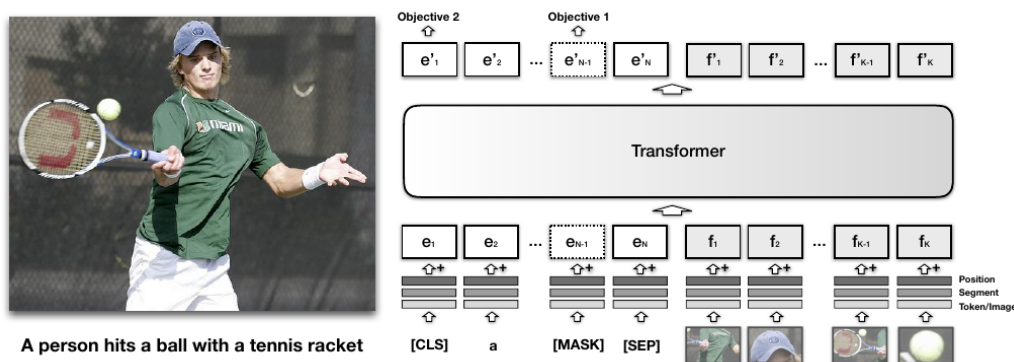 Objective 2 Objective 1
e'1 e'2 ... e'N-1 e'N f'1 f'2 ... f'K-1 f'K
MIAMI
Transformer
e1 e2 ... eN-1 eN f1 f2 ... fK-1 fK
+ + + + + + + +
Position
Segment
Token/Image
A person hits a ball with a tennis racket
[CLS] a [MASK] [SEP]